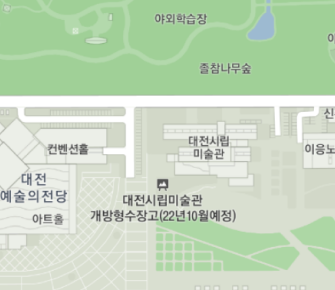 야외학습장
졸참나무숲
컨벤션홀
대전시립
미술관
이응노
대전
예술의전당
아트홀
대전시립미술관
개방형수장고(22년10월예정)